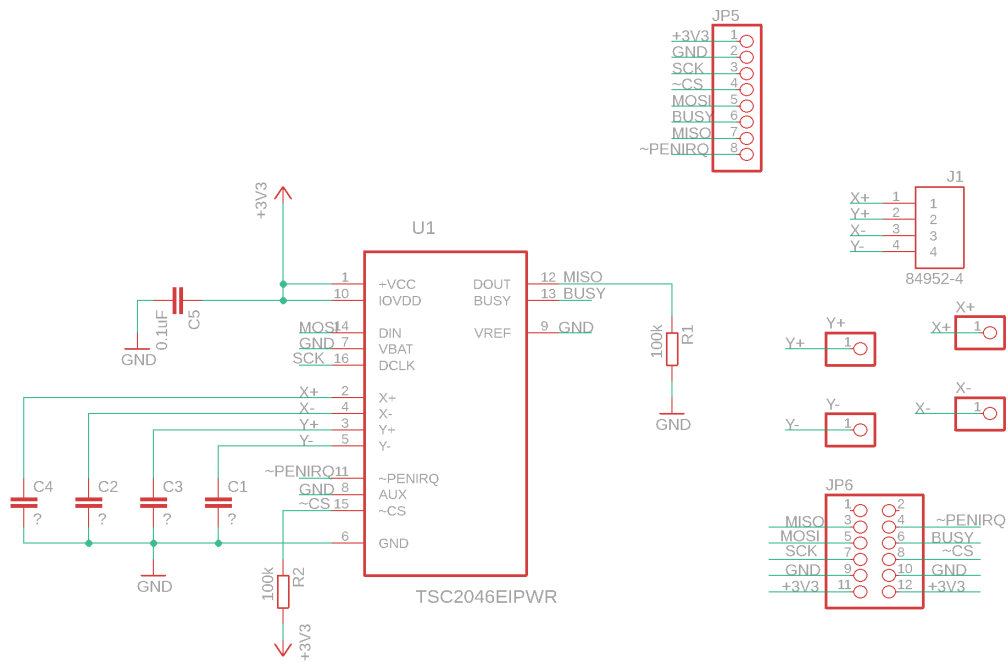 JP5
+3V3 1
GND 2
SCK 3
~CS 4
MOSI 5
BUSY 6
MISO 7
~PENIRQ 8
J1
X+ 1 1
Y+ 2 2
X- 3 3
Y- 4 4
84952-4
+3V3
U1
1 +VCC
10 IOVDD
MOSI 14 DIN
GND 7 VBAT
SCK 16 DCLK
X+ 2 X+
X- 4 X-
Y+ 3 Y+
Y- 5 Y-
~PENIRQ 11 ~PENIRQ
GND 8 AUX
~CS 15 ~CS
6 GND
DOUT 12 MISO
BUSY 13 BUSY
VREF 9 GND
TSC2046EIPWR
0.1uF
C5
GND
100k
R1
GND
C4
?
C2
?
C3
?
C1
?
GND
100k
R2
+3V3
Y+
Y+ 1
X+
X+ 1
Y-
Y- 1
X-
X- 1
JP6
1 2
MISO 3 4 ~PENIRQ
MOSI 5 6 BUSY
SCK 7 8 ~CS
GND 9 10 GND
+3V3 11 12 +3V3